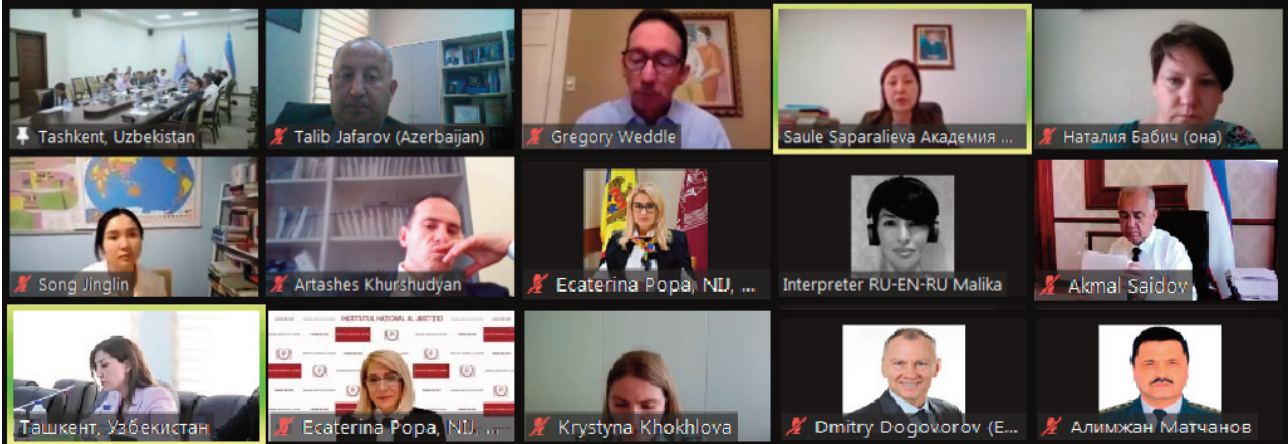 Tashkent, Uzbekistan
Talib Jafarov (Azerbaijan)
Gregory Weddle
Saule Saparalieva Академия ...
Наталия Бабич (она)
Song Jinglin
Artashes Khurshudyan
Ecaterina Popa, NIJ, ...
Interpreter RU-EN-RU Malika
Akmal Saidov
Ташкент, Узбекистан
INSTITUTUL NAȚIONAL AL JUSTIȚIEI
Ecaterina Popa, NIJ, ...
Krystyna Khokhlova
Dmitry Dogovorov (E...
Алимжан Матчанов